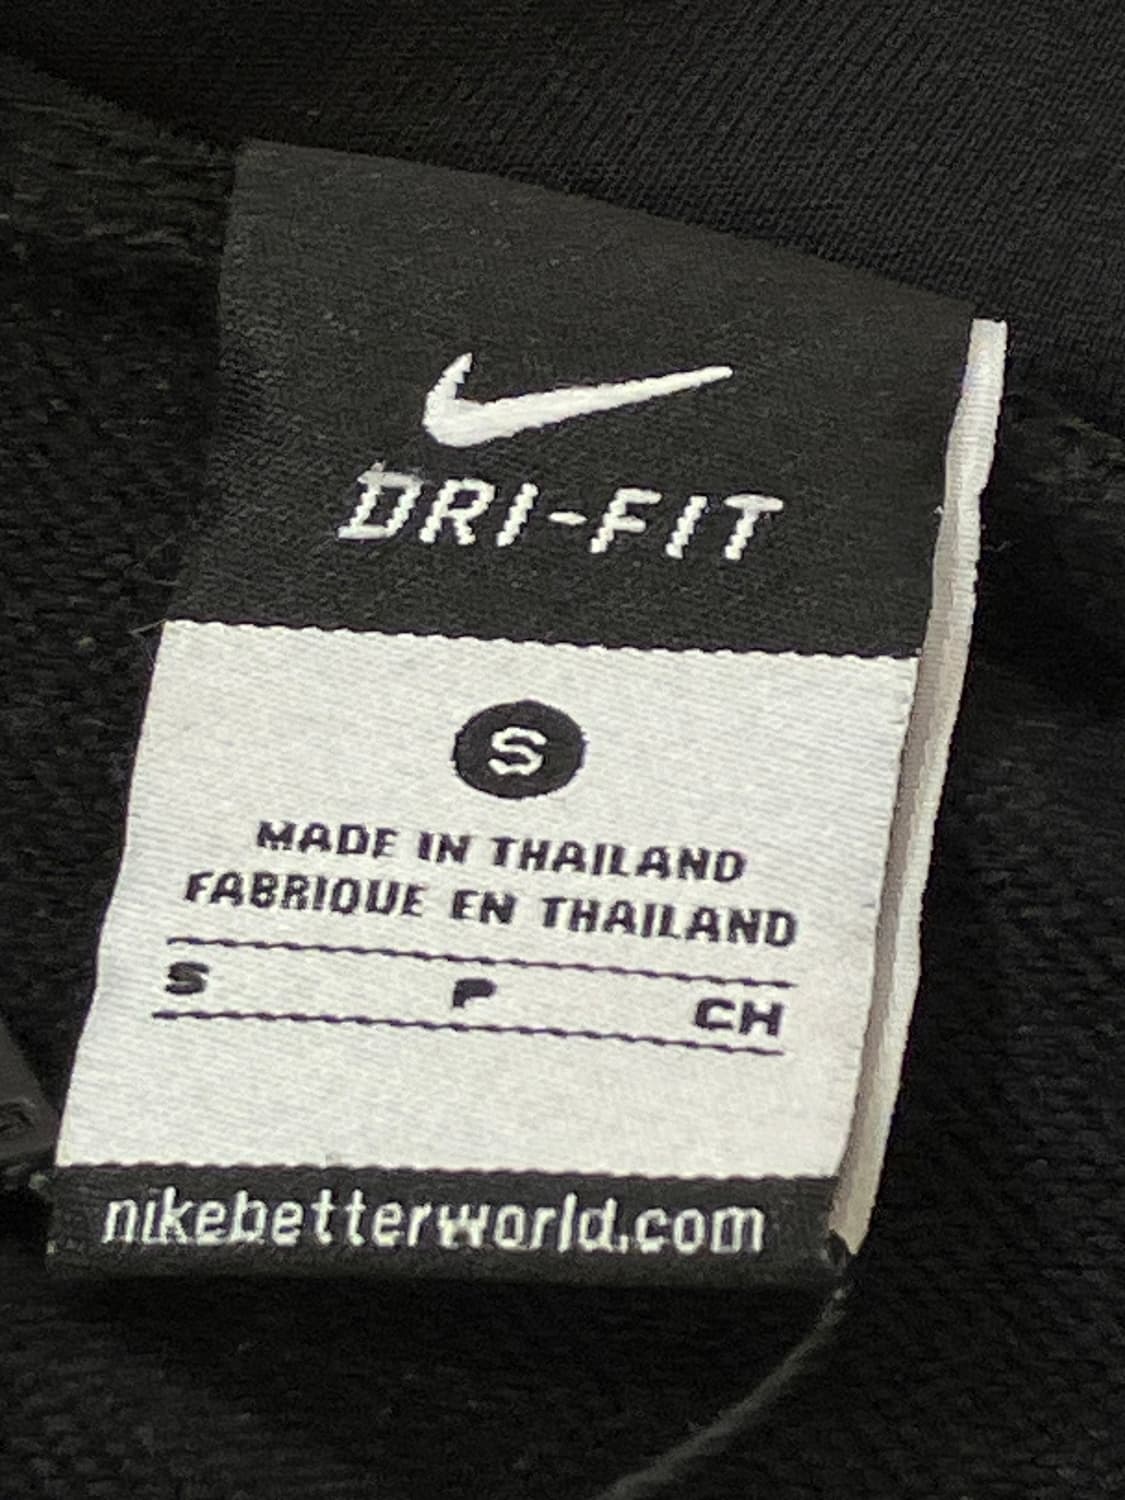 DRI-FIT
S
MADE IN THAILAND
FABRIQUE EN THAILAND
S P CH
nikebetterworld.com